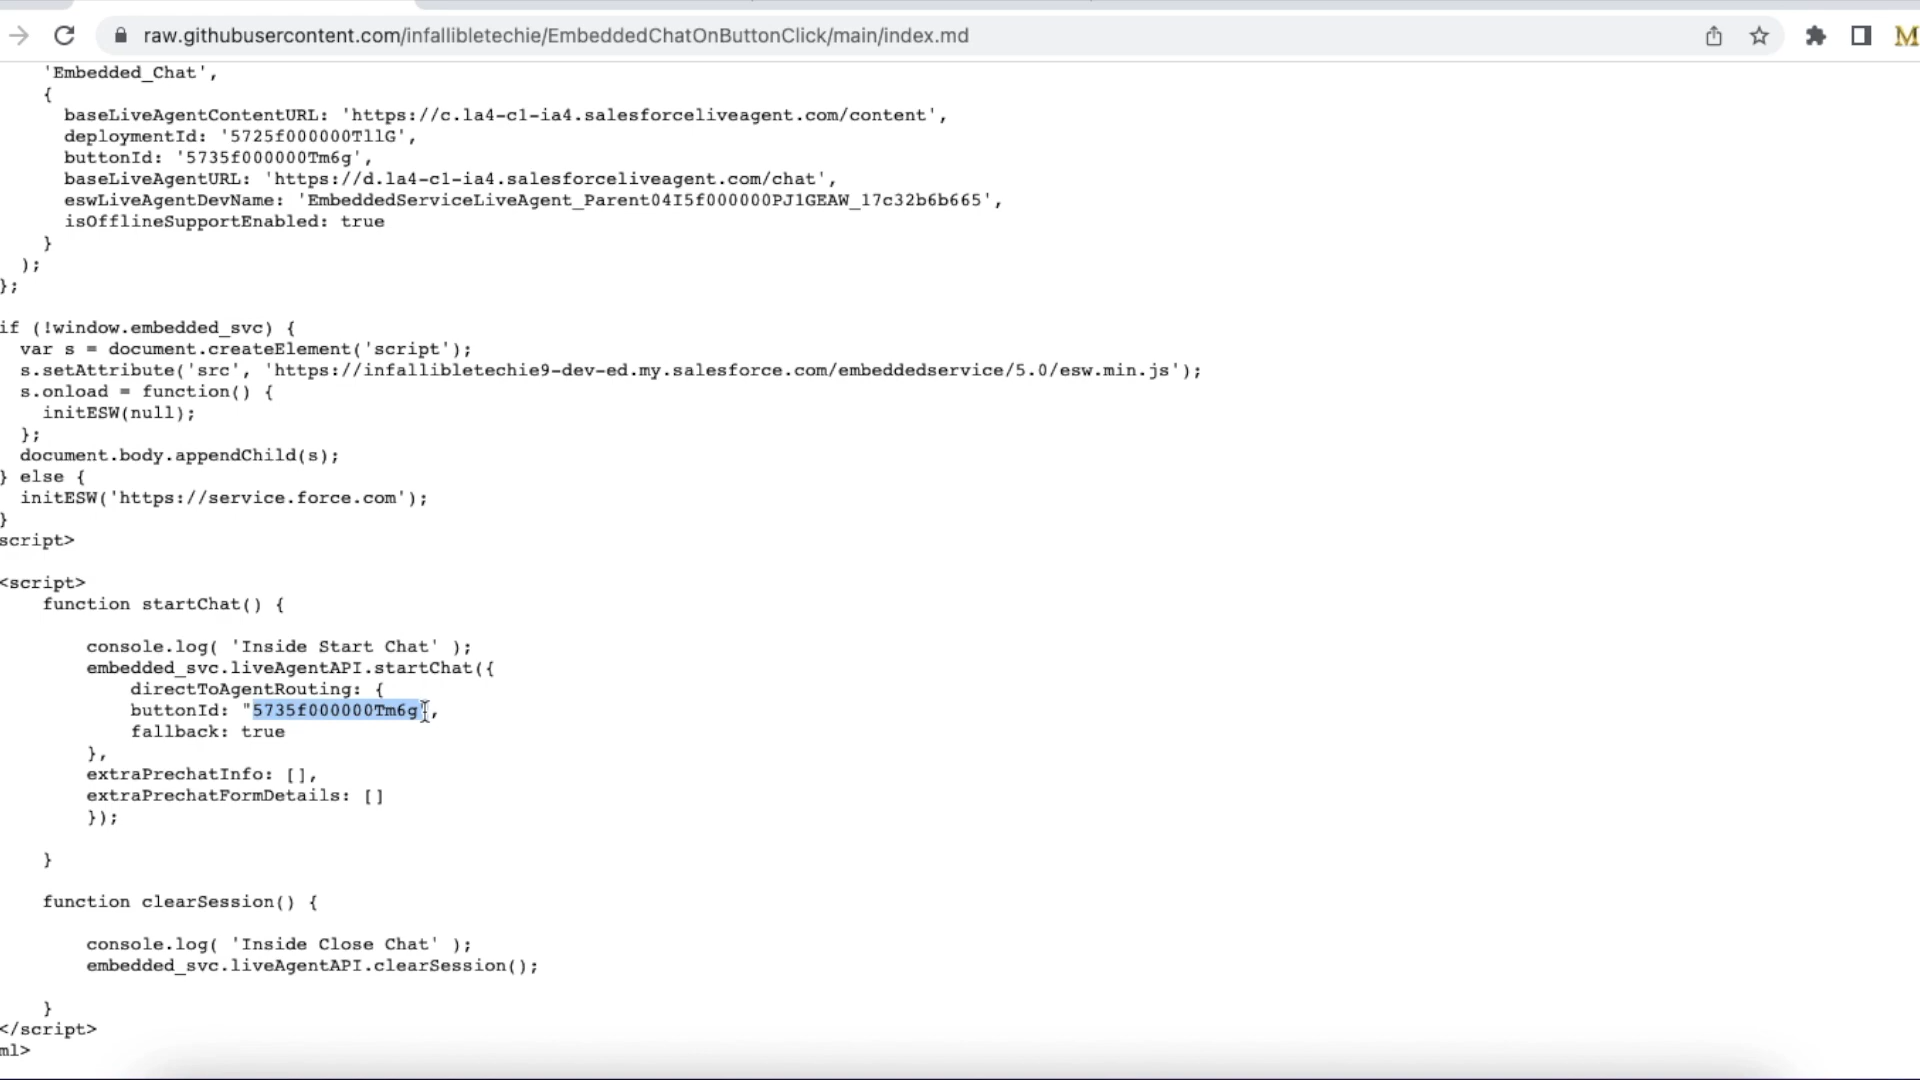 raw.githubusercontent.com/infallibletechie/EmbeddedChatOnButtonClick/main/index.md
M
'Embedded_Chat',
{
baseLiveAgentContentURL: 'https://c.la4-c1-ia4.salesforceliveagent.com/content',
deploymentId: '5725f000000TllG',
buttonId: '5735f000000Tm6g',
baseLiveAgentURL: 'https://d.la4-c1-ia4.salesforceliveagent.com/chat',
eswLiveAgentDevName: 'EmbeddedServiceLiveAgent_Parent04I5f000000PJ1GEAW_17c32b6b665',
isOfflineSupportEnabled: true
}
);
};
if (!window.embedded_svc) {
var s = document.createElement('script');
s.setAttribute('src', 'https://infallibletechie9-dev-ed.my.salesforce.com/embeddedservice/5.0/esw.min.js');
s.onload = function() {
initESW(null);
};
document.body.appendChild(s);
} else {
initESW('https://service.force.com');
}
script>
<script>
function startChat() {
console.log( 'Inside Start Chat' );
embedded_svc.liveAgentAPI.startChat({
directToAgentRouting: {
buttonId: "5735f000000Tm6g",
fallback: true
},
extraPrechatInfo: [],
extraPrechatFormDetails: []
});
}
function clearSession() {
console.log( 'Inside Close Chat' );
embedded_svc.liveAgentAPI.clearSession();
}
</script>
ml>